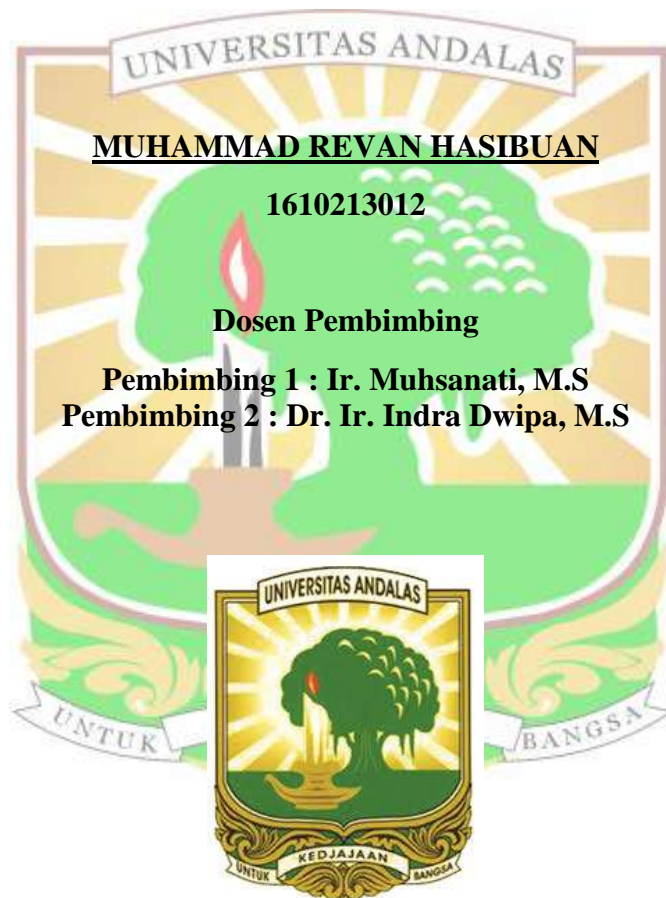 UNIVERSITAS ANDALAS
MUHAMMAD REVAN HASIBUAN
1610213012
Dosen Pembimbing
Pembimbing 1 : Ir. Muhsanati, M.S
Pembimbing 2 : Dr. Ir. Indra Dwipa, M.S
UNIVERSITAS ANDALAS
UNTUK
BANGSA
UNTUK
KEDJAJAAN
BANGSA